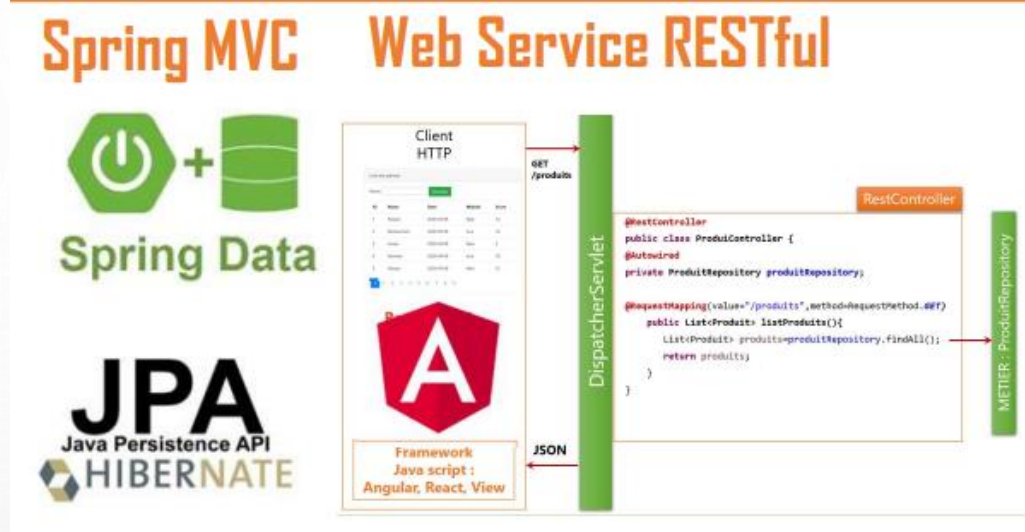 Spring MVC
Web Service RESTful
Spring Data
JPA
Java Persistence API
HIBERNATE
Client
HTTP
GET
/produits
Framework
Java script :
Angular, React, View
JSON
DispatcherServlet
RestController
@RestController
public class ProduiController {
@Autowired
private ProduitRepository produitRepository;
@RequestMapping(value="/produits",method=RequestMethod.GET)
public List<Produit> listProduits(){
List<Produit> produits=produitRepository.findAll();
return produits;
}
}
METIER : ProduitRepository